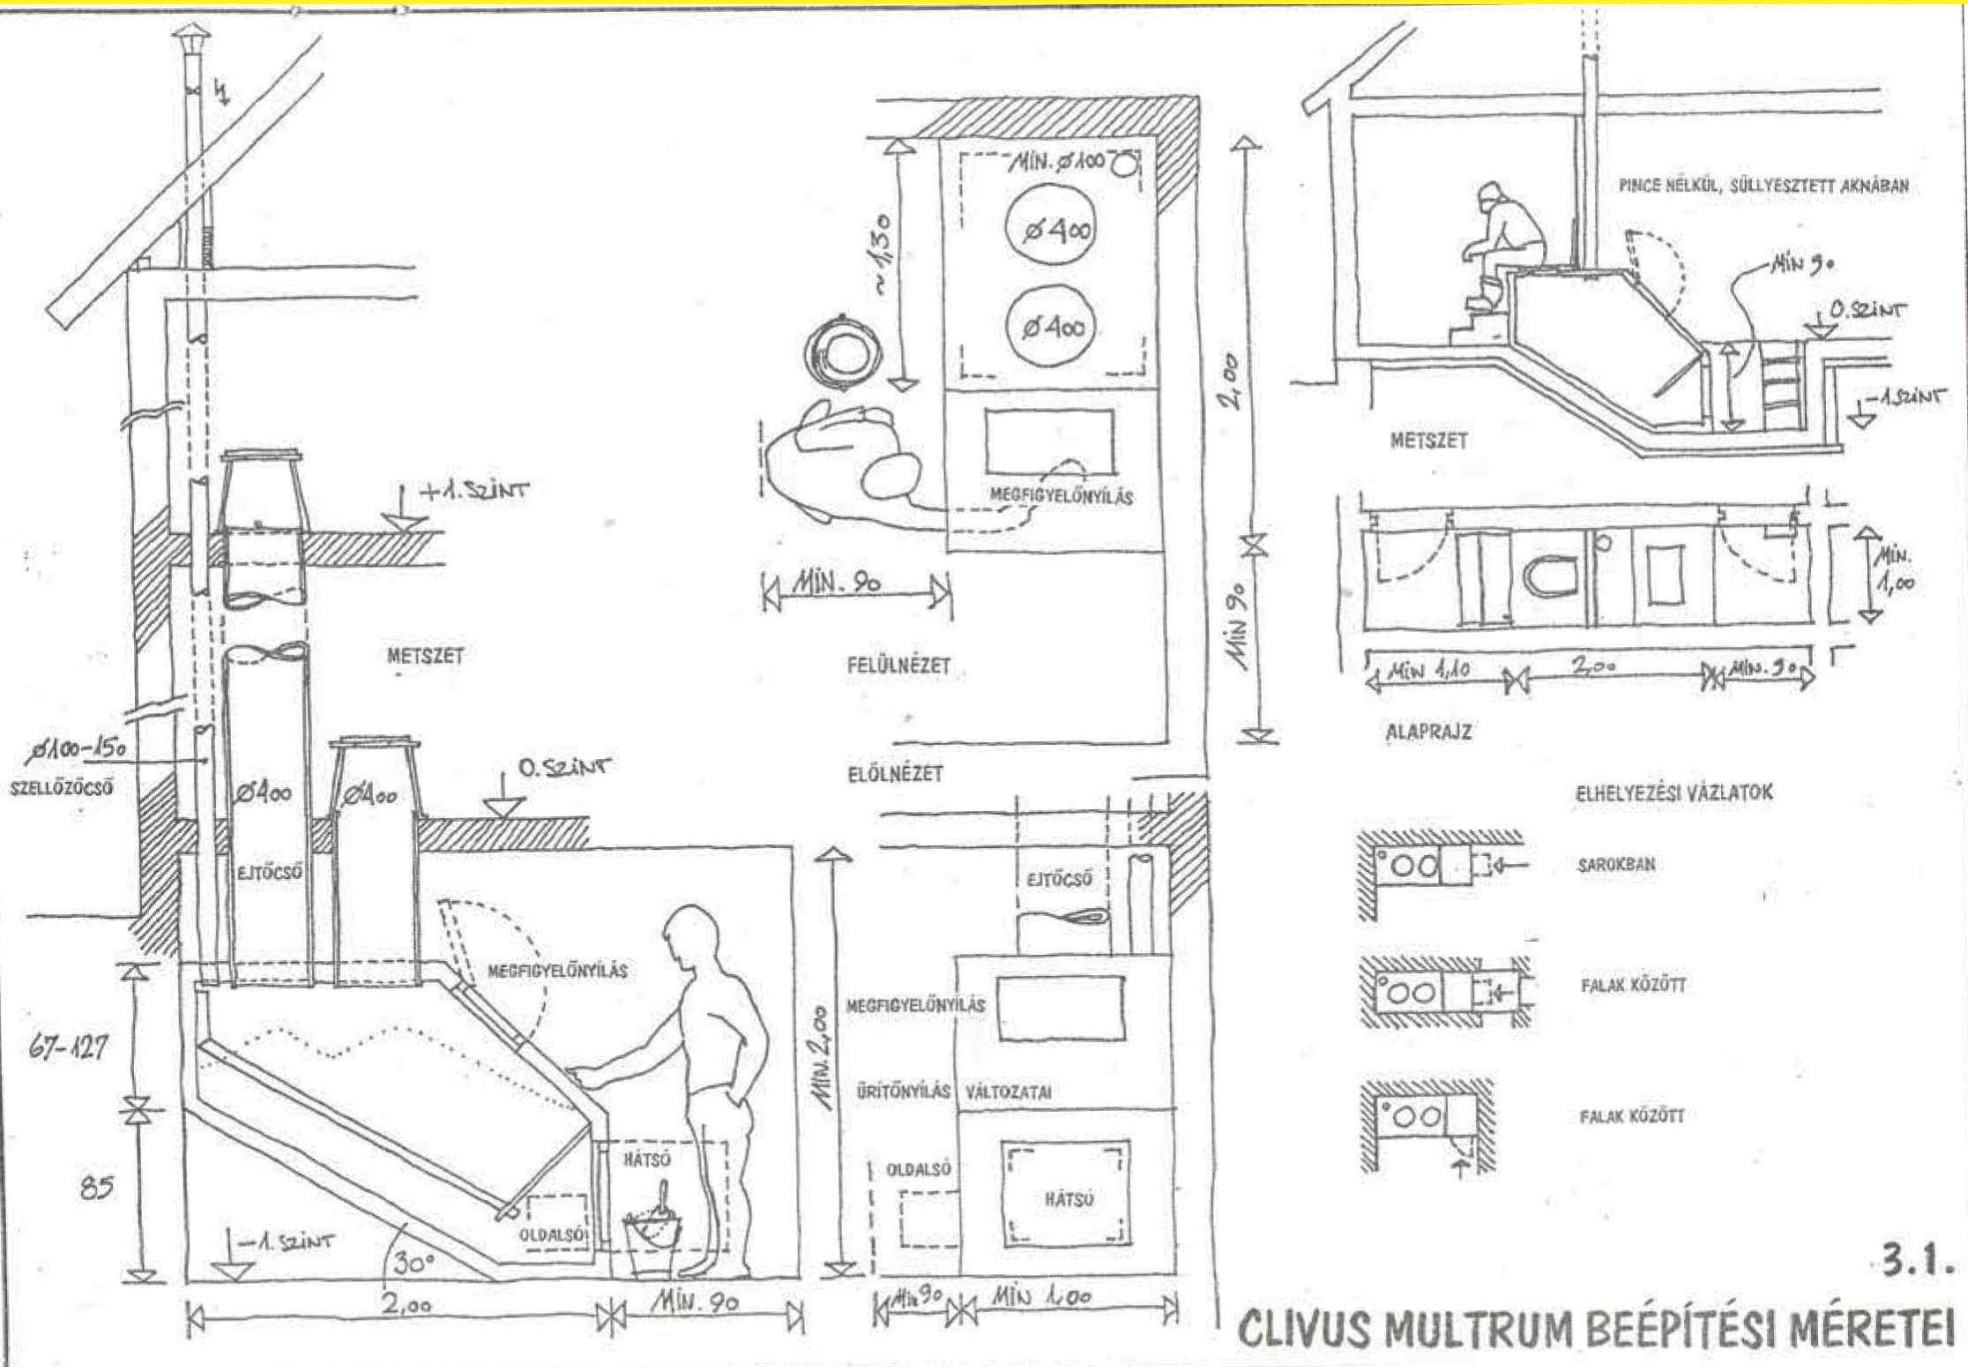 +1. SZINT
METSZET
Ø100-150
SZELLŐZŐCSŐ
Ø400
Ø400
0. SZINT
EJTŐCSŐ
MEGFIGYELŐNYÍLÁS
67-127
85
HÁTSÓ
OLDALSÓ
-1. SZINT
30°
2,00
MIN. 90
MIN. 2,00
MIN. Ø100
Ø400
Ø400
~1,30
MEGFIGYELŐNYÍLÁS
MIN. 90
2,00
MIN 90
FELÜLNÉZET
ELŐLNÉZET
EJTŐCSŐ
MEGFIGYELŐNYÍLÁS
ÜRÍTŐNYÍLÁS VÁLTOZATAI
OLDALSÓ
HÁTSÓ
MIN 90
MIN 1,00
PINCE NÉLKÜL, SÜLLYESZTETT AKNÁBAN
MIN 90
0. SZINT
-1 SZINT
METSZET
MIN.
1,00
MIN 1,10
2,00
MIN. 90
ALAPRAJZ
ELHELYEZÉSI VÁZLATOK
SAROKBAN
FALAK KÖZÖTT
FALAK KÖZÖTT
3.1.
CLIVUS MULTRUM BEÉPÍTÉSI MÉRETEI